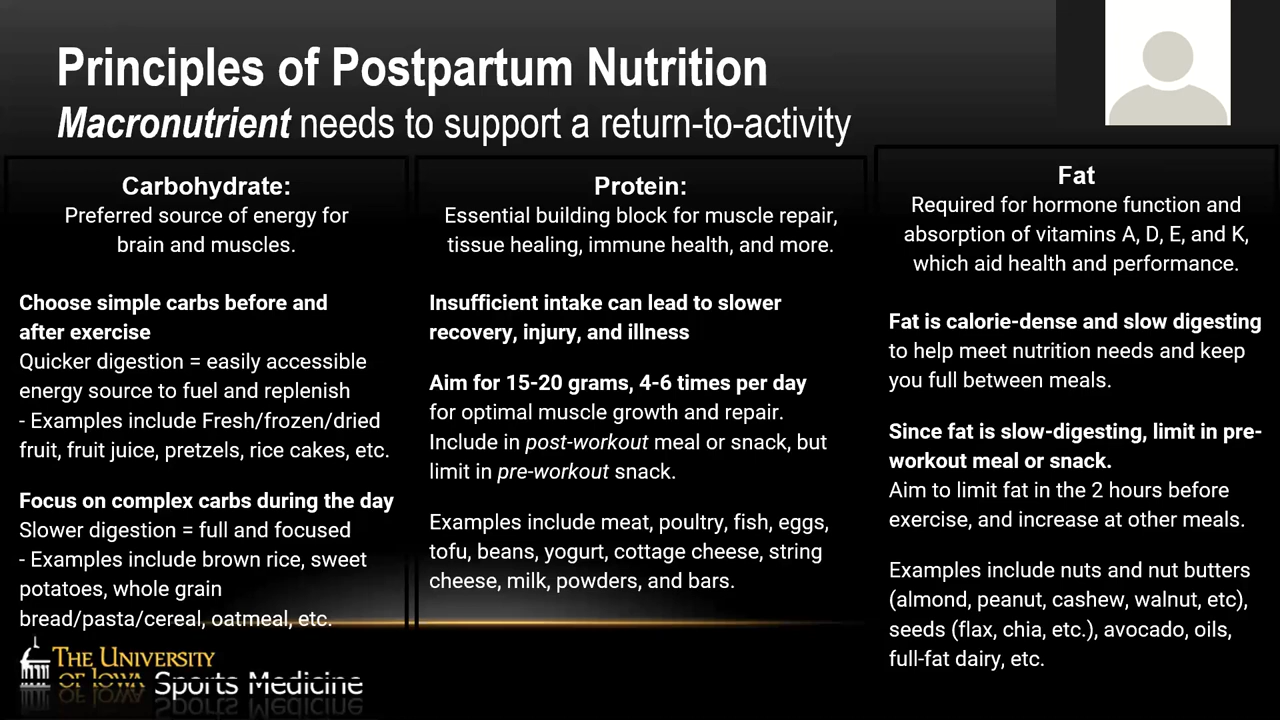 Principles of Postpartum Nutrition
Macronutrient needs to support a return-to-activity
Carbohydrate:
Preferred source of energy for
brain and muscles.
Choose simple carbs before and
after exercise
Quicker digestion = easily accessible
energy source to fuel and replenish
- Examples include Fresh/frozen/dried
fruit, fruit juice, pretzels, rice cakes, etc.
Focus on complex carbs during the day
Slower digestion = full and focused
- Examples include brown rice, sweet
potatoes, whole grain
bread/pasta/cereal, oatmeal, etc.
Protein:
Essential building block for muscle repair,
tissue healing, immune health, and more.
Insufficient intake can lead to slower
recovery, injury, and illness
Aim for 15-20 grams, 4-6 times per day
for optimal muscle growth and repair.
Include in post-workout meal or snack, but
limit in pre-workout snack.
Examples include meat, poultry, fish, eggs,
tofu, beans, yogurt, cottage cheese, string
cheese, milk, powders, and bars.
Fat
Required for hormone function and
absorption of vitamins A, D, E, and K,
which aid health and performance.
Fat is calorie-dense and slow digesting
to help meet nutrition needs and keep
you full between meals.
Since fat is slow-digesting, limit in pre-
workout meal or snack.
Aim to limit fat in the 2 hours before
exercise, and increase at other meals.
Examples include nuts and nut butters
(almond, peanut, cashew, walnut, etc),
seeds (flax, chia, etc.), avocado, oils,
full-fat dairy, etc.
THE UNIVERSITY
OF IOWA Sports Medicine